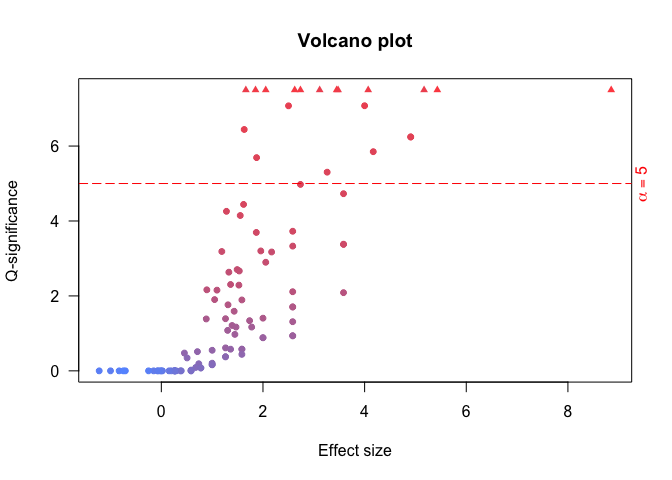 Volcano plot
Q-significance
6
4
2
0
α = 5
0 2 4 6 8
Effect size